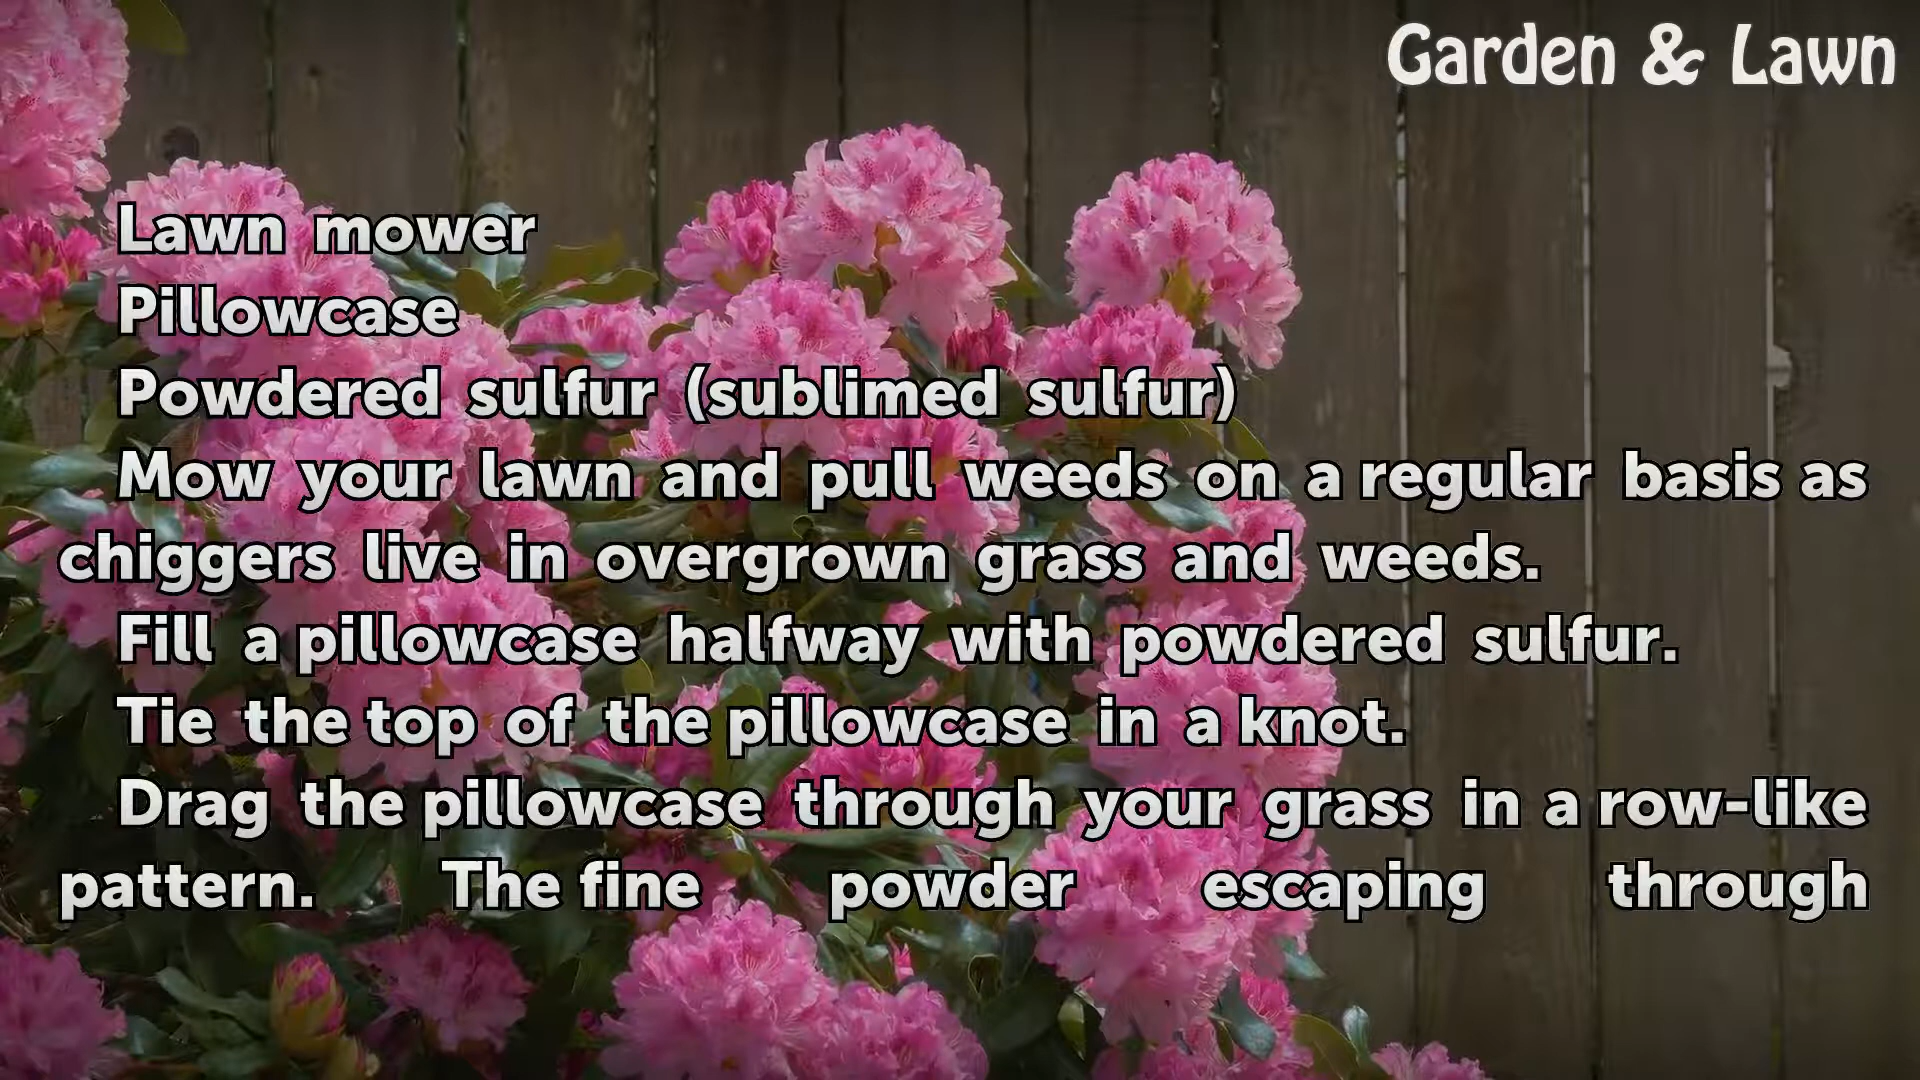 Garden & Lawn
Lawn mower
Pillowcase
Powdered sulfur (sublimed sulfur)
Mow your lawn and pull weeds on a regular basis as
chiggers live in overgrown grass and weeds.
Fill a pillowcase halfway with powdered sulfur.
Tie the top of the pillowcase in a knot.
Drag the pillowcase through your grass in a row-like
pattern. The fine powder escaping through